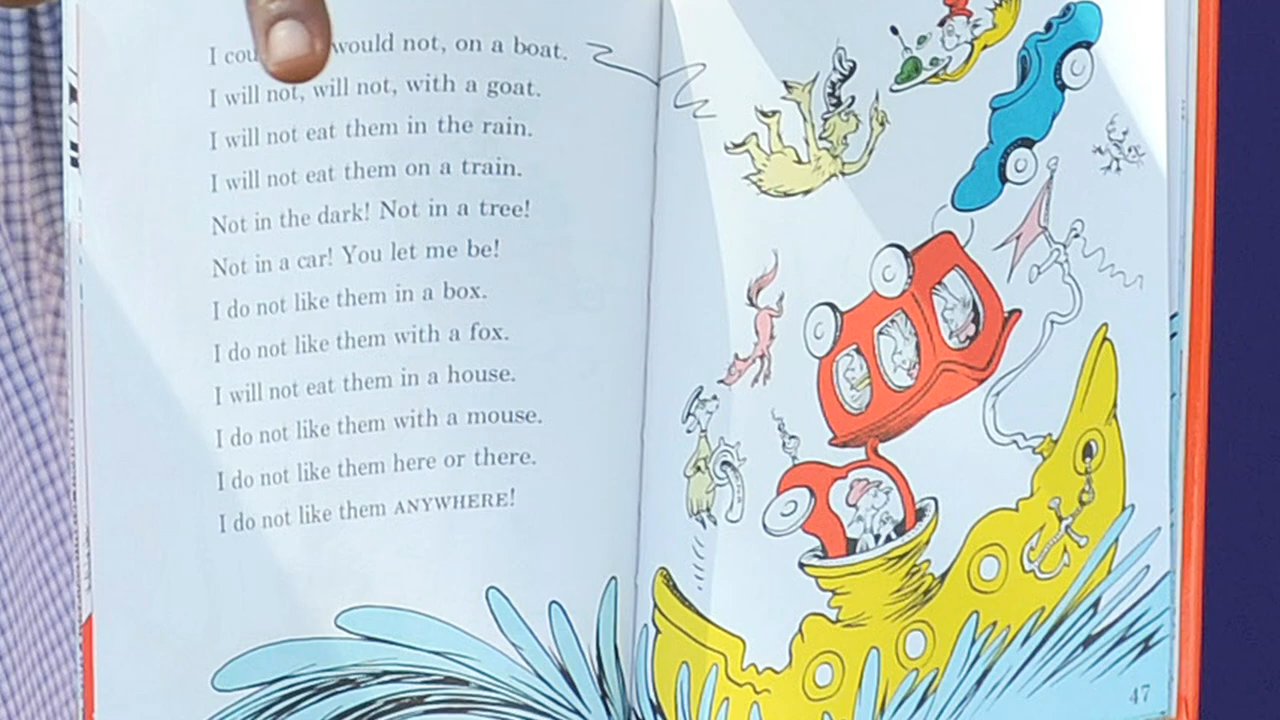 I cou would not, on a boat.
I will not, will not, with a goat.
I will not eat them in the rain.
I will not eat them on a train.
Not in the dark! Not in a tree!
Not in a car! You let me be!
I do not like them in a box.
I do not like them with a fox.
I will not eat them in a house.
I do not like them with a mouse.
I do not like them here or there.
I do not like them ANYWHERE!
47